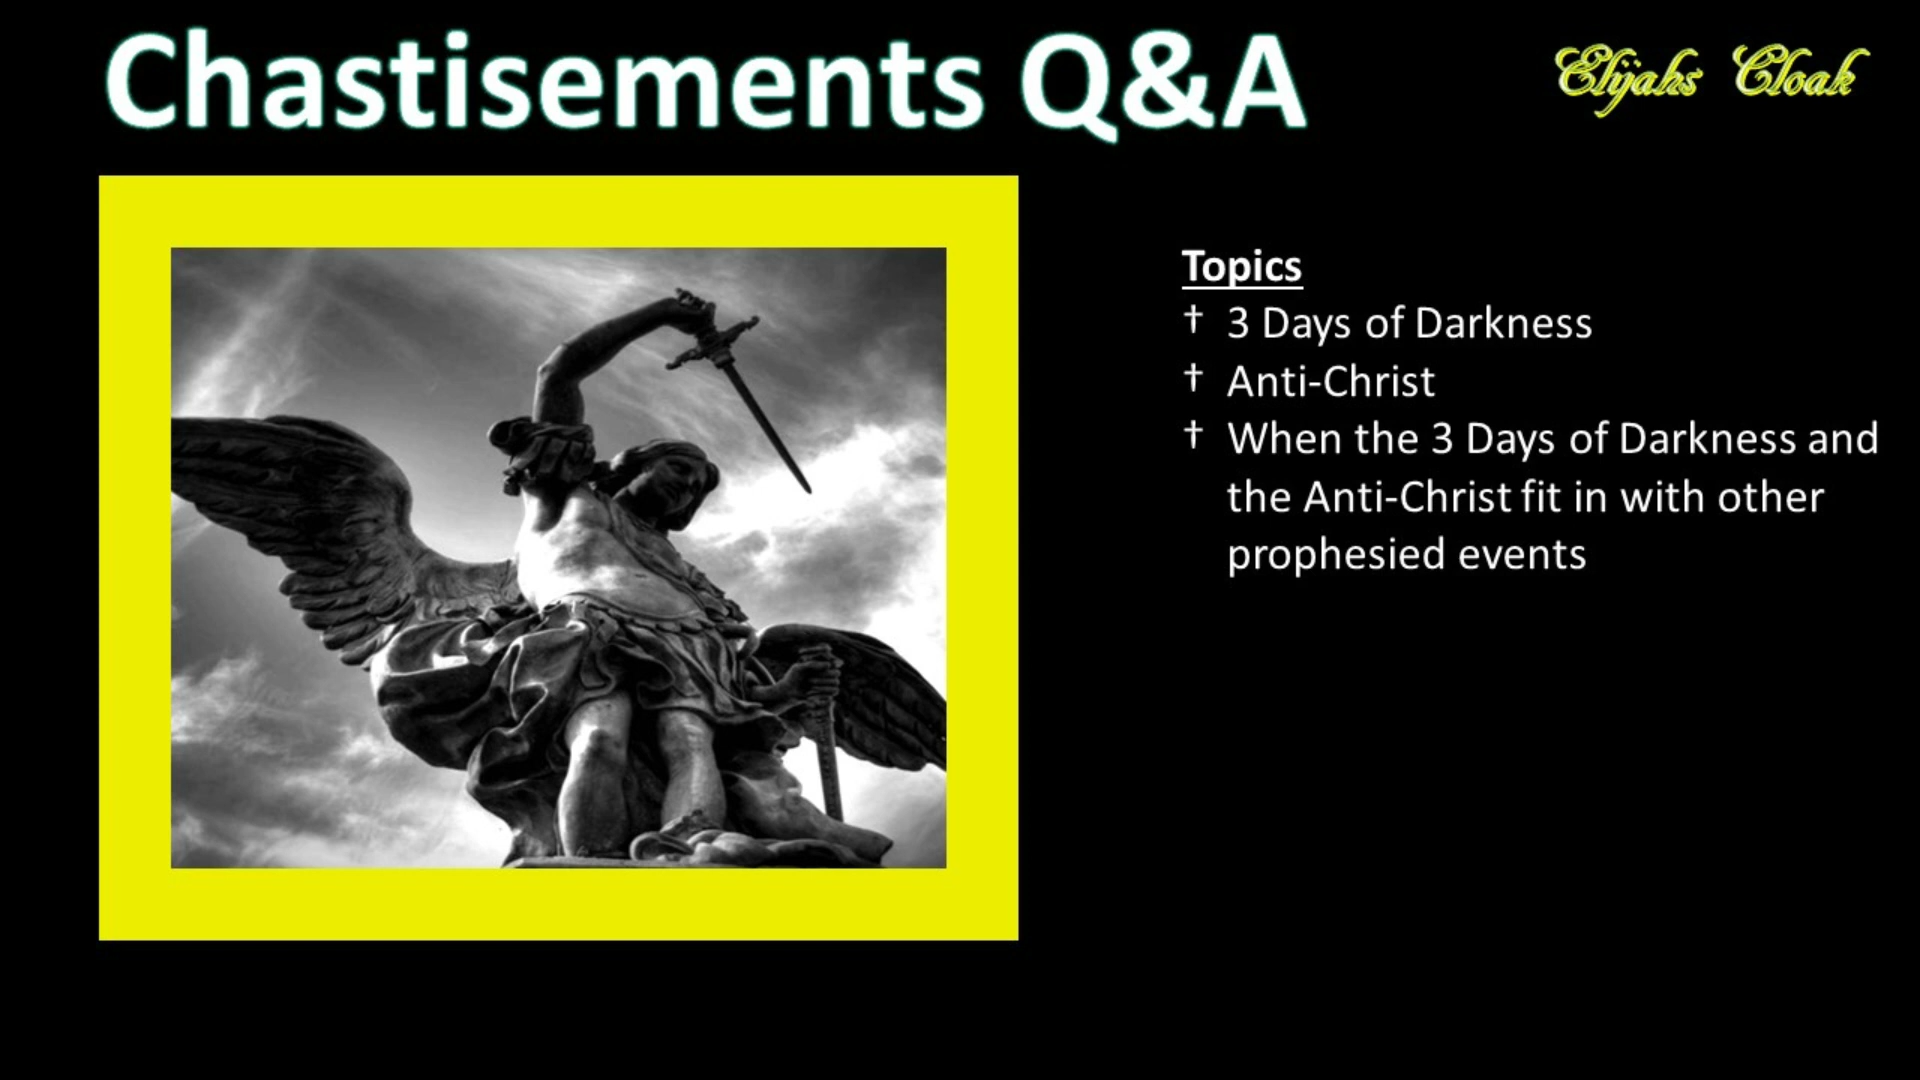 Chastisements Q&A
Elijahs Cloak
Topics
† 3 Days of Darkness
† Anti-Christ
† When the 3 Days of Darkness and
the Anti-Christ fit in with other
prophesied events